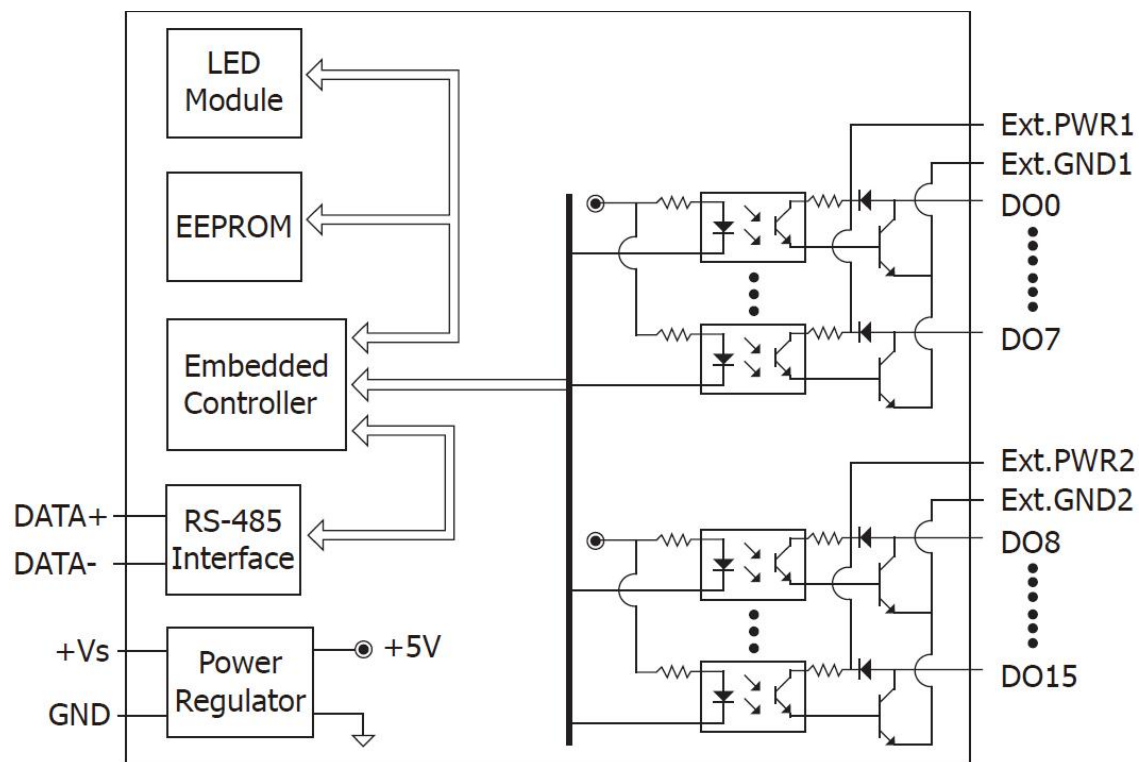 LED
Module
EEPROM
Embedded
Controller
DATA+
DATA-
RS-485
Interface
+Vs
GND
Power
Regulator
+5V
Ext.PWR1
Ext.GND1
DO0
DO7
Ext.PWR2
Ext.GND2
DO8
DO15